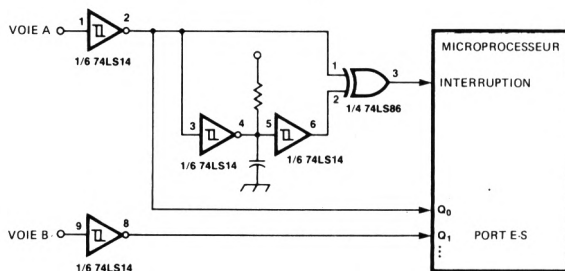 VOIE A
1
2
1/6 74LS14
MICROPROCESSEUR
1
2
3
INTERRUPTION
1/4 74LS86
3
4
5
6
1/6 74LS14
1/6 74LS14
Q0
VOIE B
9
8
Q1
PORT E-S
1/6 74LS14